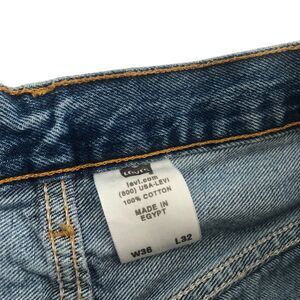 Levi's
levi.com
(800) USA-LEVI
100% COTTON
MADE IN
EGYPT
W36 L32